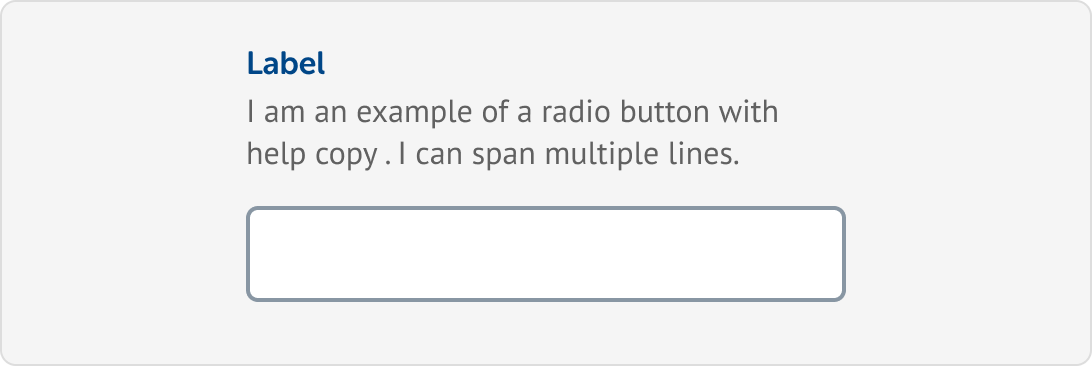 Label
I am an example of a radio button with
help copy . I can span multiple lines.